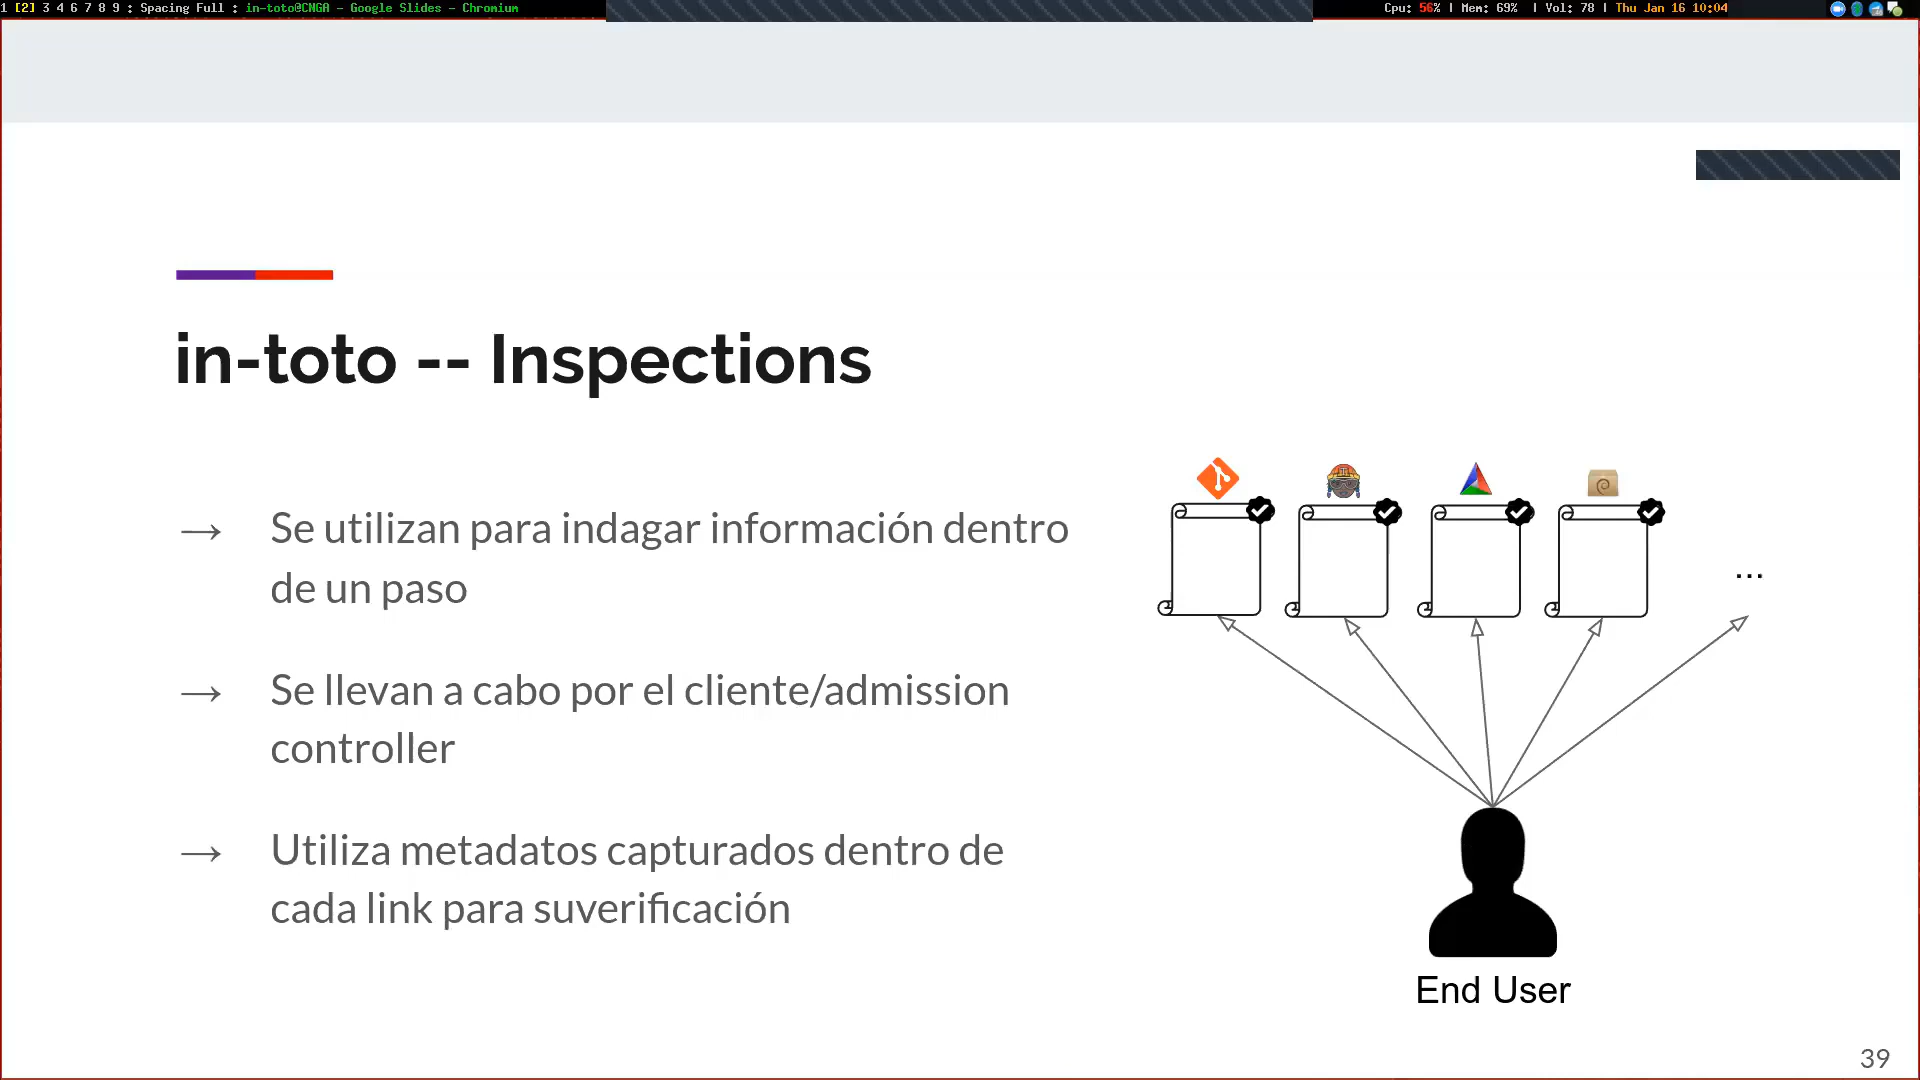 1 [2] 3 4 6 7 8 9 : Spacing Full : in-toto@CNGA - Google Slides - Chromium
Cpu: 56% | Mem: 69% | Vol: 78 | Thu Jan 16 10:04
in-toto -- Inspections
→ Se utilizan para indagar información dentro
de un paso
→ Se llevan a cabo por el cliente/admission
controller
→ Utiliza metadatos capturados dentro de
cada link para suverificación
...
End User
39